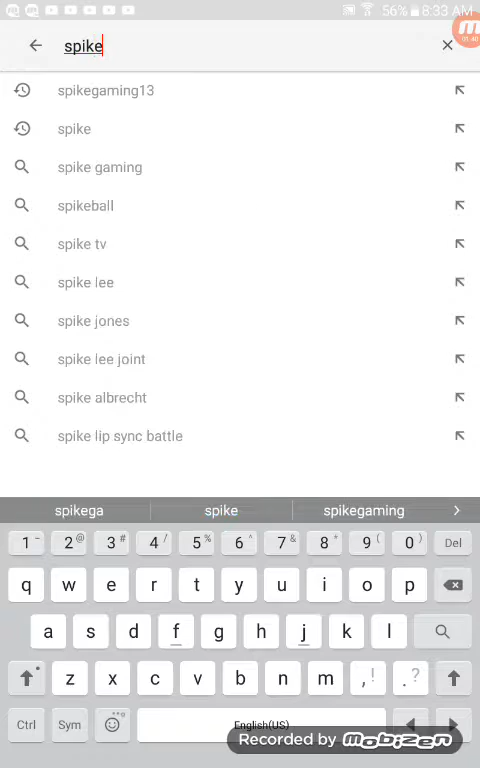 56% 8:33 AM
spike
01:40
spikegaming13
spike
spike gaming
spikeball
spike tv
spike lee
spike jones
spike lee joint
spike albrecht
spike lip sync battle
spikega spike spikegaming
1 - 2 @ 3 # 4 / 5 % 6 ^ 7 & 8 * 9 ( 0 ) Del
q w e r t y u i o p
a s d f g h j k l
z x c v b n m , ! . ?
Ctrl Sym English(US)
Recorded by mobizen